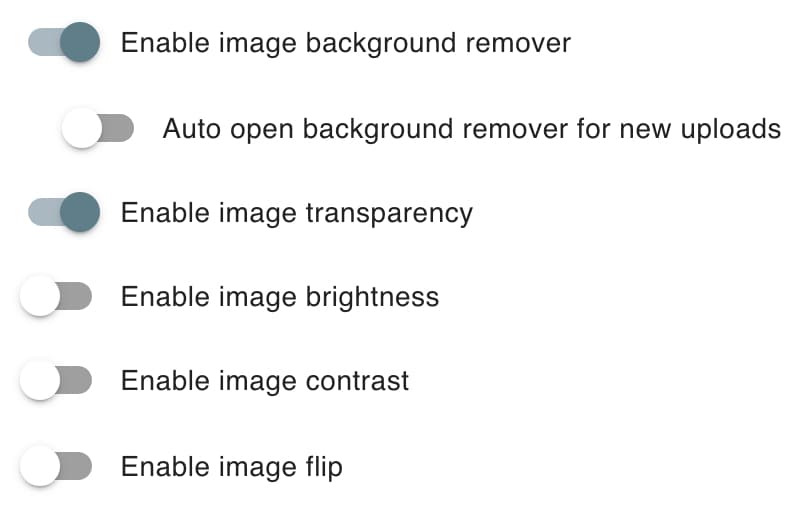 Enable image background remover
Auto open background remover for new uploads
Enable image transparency
Enable image brightness
Enable image contrast
Enable image flip